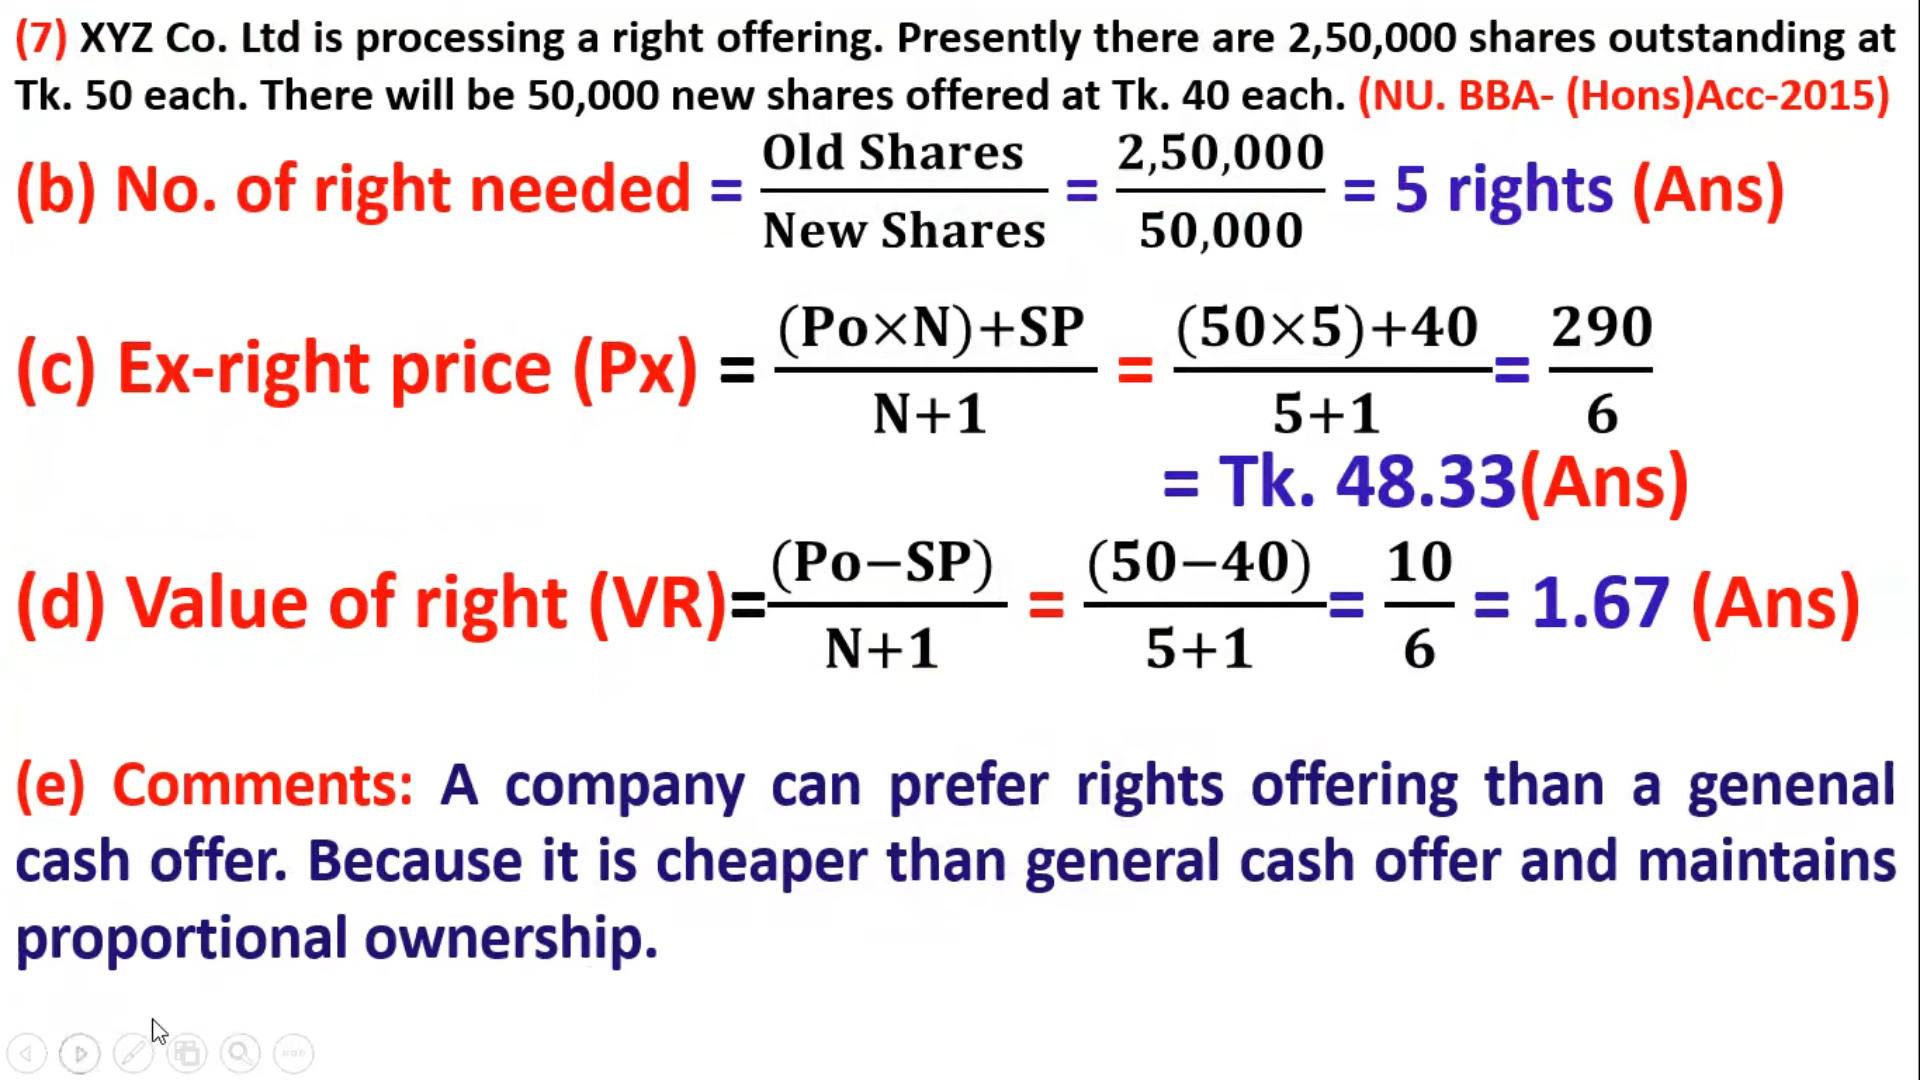 (7) XYZ Co. Ltd is processing a right offering. Presently there are 2,50,000 shares outstanding at
Tk. 50 each. There will be 50,000 new shares offered at Tk. 40 each. (NU. BBA- (Hons)Acc-2015)
(b) No. of right needed = Old Shares / New Shares = 2,50,000 / 50,000 = 5 rights (Ans)
(c) Ex-right price (Px) = (Po×N)+SP / N+1 = (50×5)+40 / 5+1 = 290 / 6
= Tk. 48.33(Ans)
(d) Value of right (VR)= (Po−SP) / N+1 = (50−40) / 5+1 = 10 / 6 = 1.67 (Ans)
(e) Comments: A company can prefer rights offering than a genenal
cash offer. Because it is cheaper than general cash offer and maintains
proportional ownership.